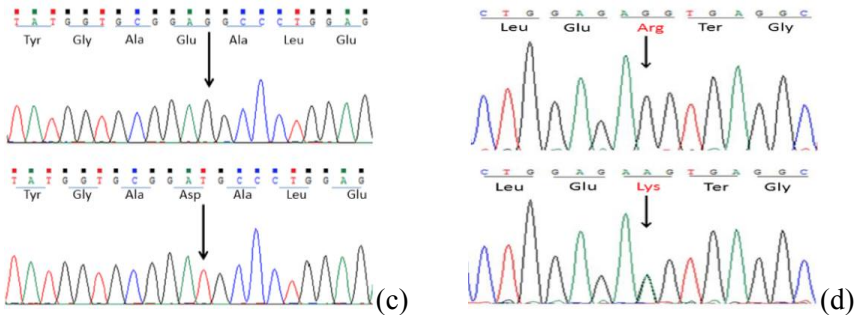 T A T G G T G C G G A G G C C C T G G A G
Tyr Gly Ala Glu Ala Leu Glu
T A T G G T G C G G A T G C C C T G G A G
Tyr Gly Ala Asp Ala Leu Glu
(c)
C T G G A G A G G T G A G G C
Leu Glu Arg Ter Gly
C T G G A G A A G T G A G G C
Leu Glu Lys Ter Gly
(d)